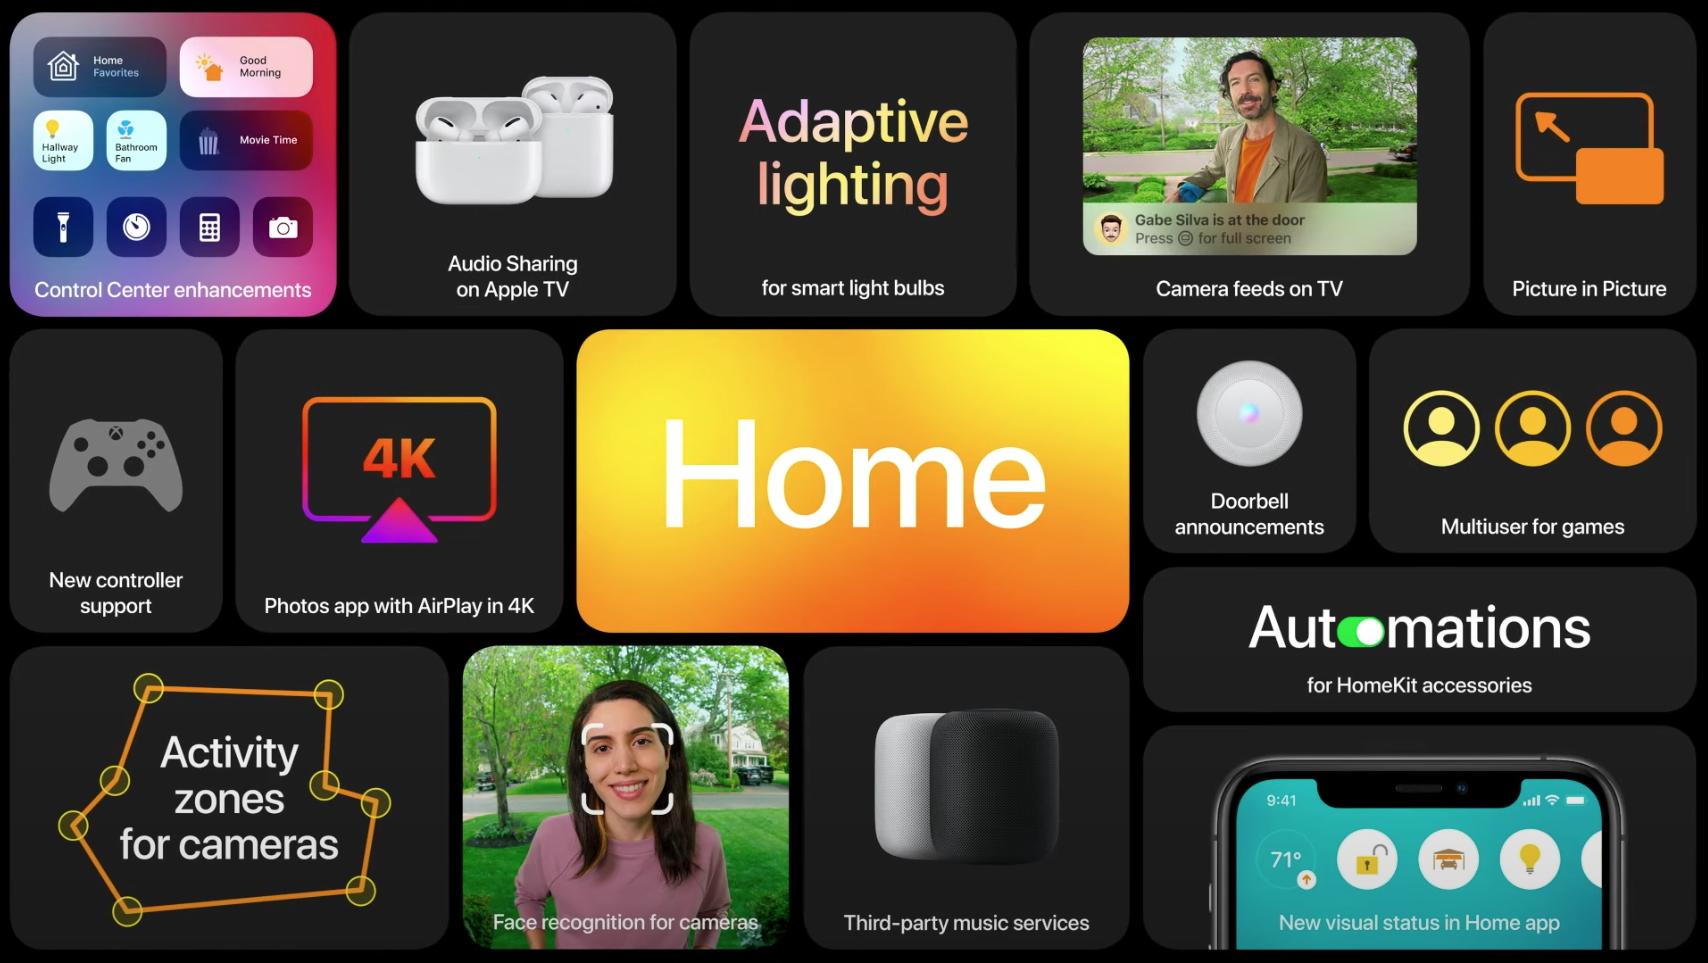 Home
Favorites
Good
Morning
Hallway
Light
Bathroom
Fan
Movie Time
Control Center enhancements
Audio Sharing
on Apple TV
Adaptive
lighting
for smart light bulbs
Gabe Silva is at the door
Press for full screen
Camera feeds on TV
Picture in Picture
New controller
support
4K
Photos app with AirPlay in 4K
Home
Doorbell
announcements
Multiuser for games
Automations
for HomeKit accessories
Activity
zones
for cameras
Face recognition for cameras
Third-party music services
9:41
71°
New visual status in Home app